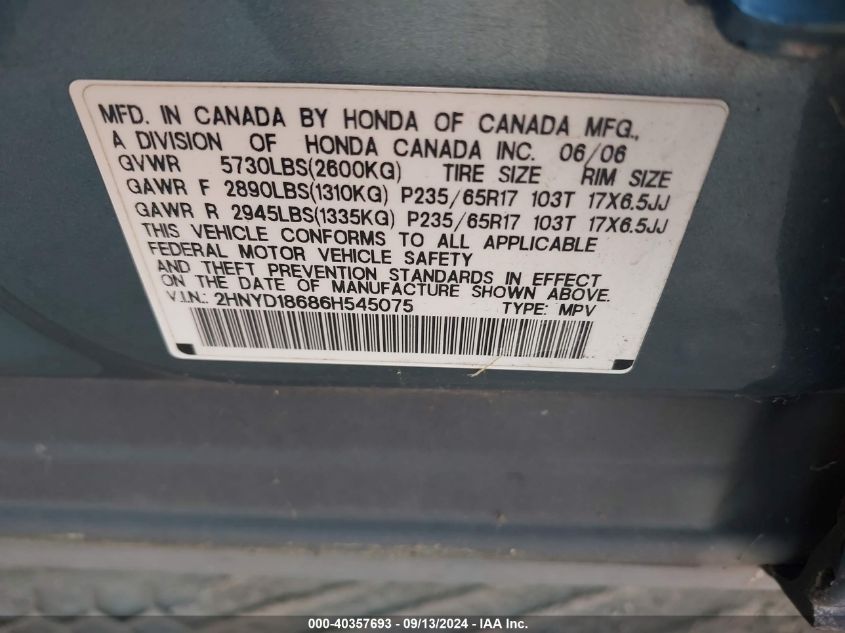 MFD. IN CANADA BY HONDA OF CANADA MFG.,
A DIVISION OF HONDA CANADA INC. 06/06
GVWR 5730LBS(2600KG) TIRE SIZE RIM SIZE
GAWR F 2890LBS(1310KG) P235/65R17 103T 17X6.5JJ
GAWR R 2945LBS(1335KG) P235/65R17 103T 17X6.5JJ
THIS VEHICLE CONFORMS TO ALL APPLICABLE
FEDERAL MOTOR VEHICLE SAFETY
AND THEFT PREVENTION STANDARDS IN EFFECT
ON THE DATE OF MANUFACTURE SHOWN ABOVE.
V.I.N.: 2HNYD18686H545075 TYPE: MPV
000-40357693 - 09/13/2024 - IAA Inc.